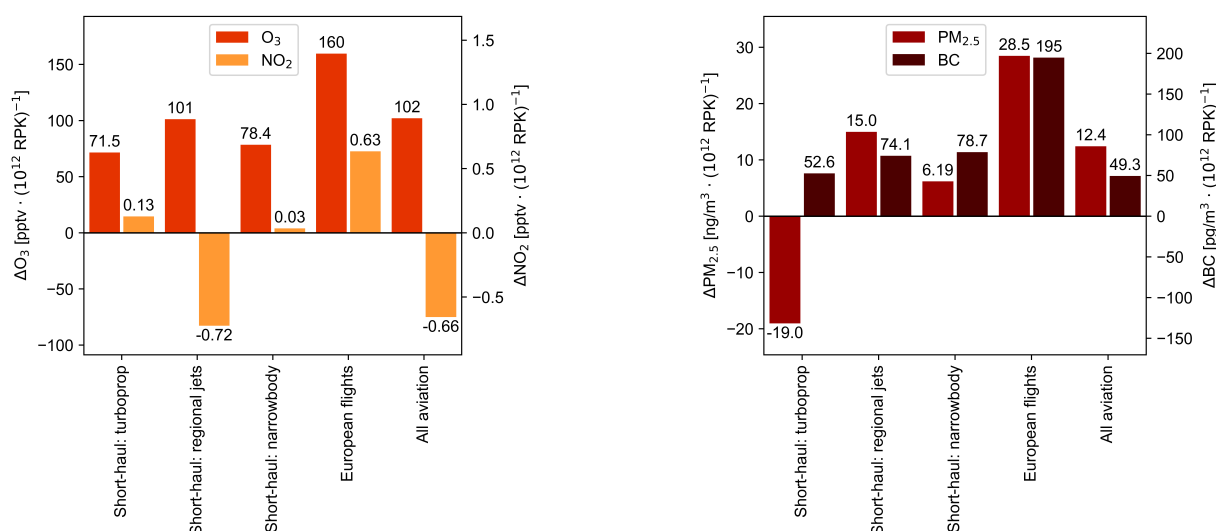 O₃
NO₂
160
0.63
101
102
71.5
78.4
0.13
0.03
-0.72
-0.66
150
100
50
0
−50
−100
1.5
1.0
0.5
0.0
−0.5
ΔO₃ [pptv · (10¹² RPK)⁻¹]
ΔNO₂ [pptv · (10¹² RPK)⁻¹]
Short-haul: turboprop
Short-haul: regional jets
Short-haul: narrowbody
European flights
All aviation
PM₂.₅
BC
28.5
195
15.0
74.1
78.7
6.19
52.6
12.4
49.3
-19.0
30
20
10
0
−10
−20
200
150
100
50
0
−50
−100
−150
ΔPM₂.₅ [ng/m³ · (10¹² RPK)⁻¹]
ΔBC [pg/m³ · (10¹² RPK)⁻¹]
Short-haul: turboprop
Short-haul: regional jets
Short-haul: narrowbody
European flights
All aviation